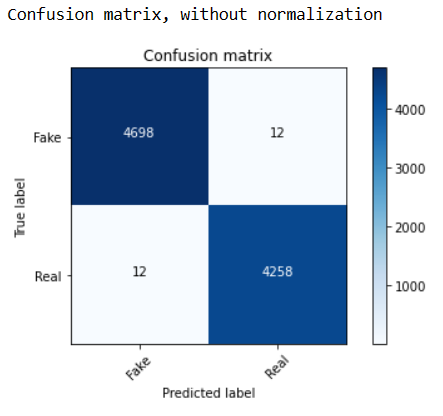 Confusion matrix, without normalization
Confusion matrix
Fake
4698
12
4000
3000
True label
2000
Real
12
4258
1000
Fake
Real
Predicted label